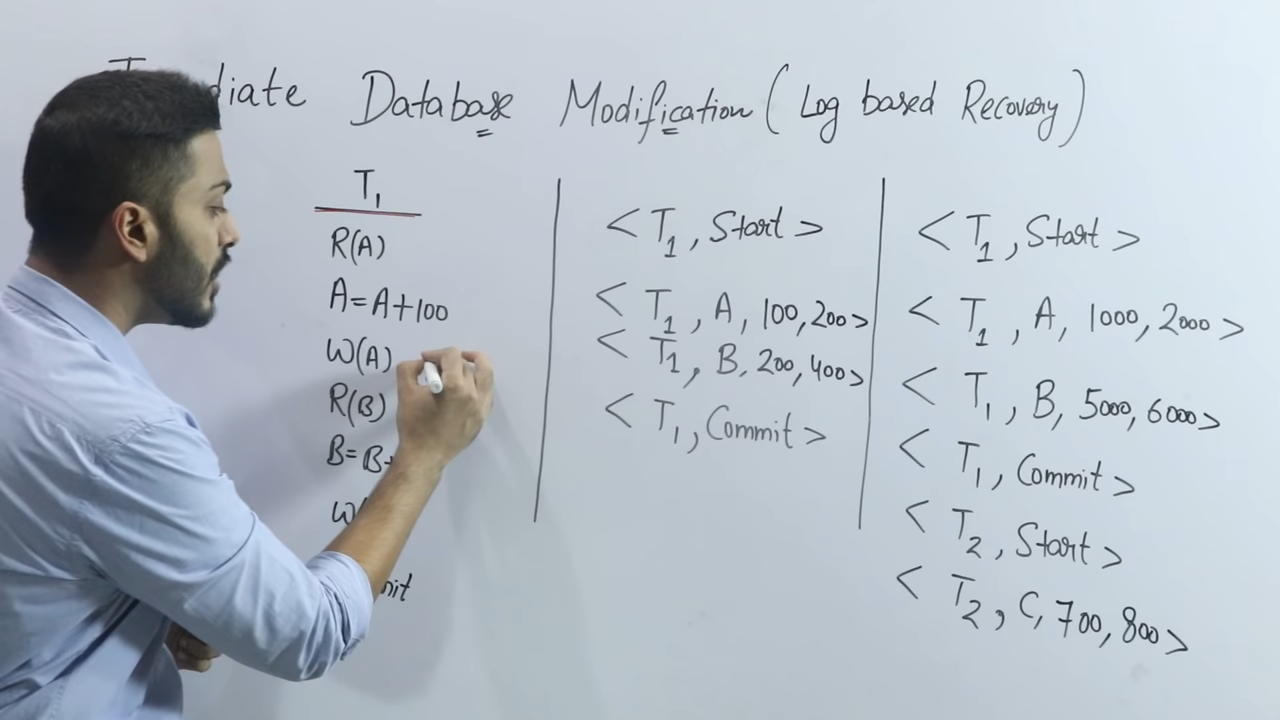 diate Database Modification (Log based Recovery)
T₁
R(A)
A=A+100
W(A)
R(B)
B=B+
< T₁, Start >
< T₁, A, 100, 200>
< T₁, B, 200, 400>
< T₁, Commit >
< T₁, Start >
< T₁, A, 1000, 2000 >
< T₁, B, 5000, 6000>
< T₁, Commit >
< T₂, Start >
< T₂, C, 700, 800>